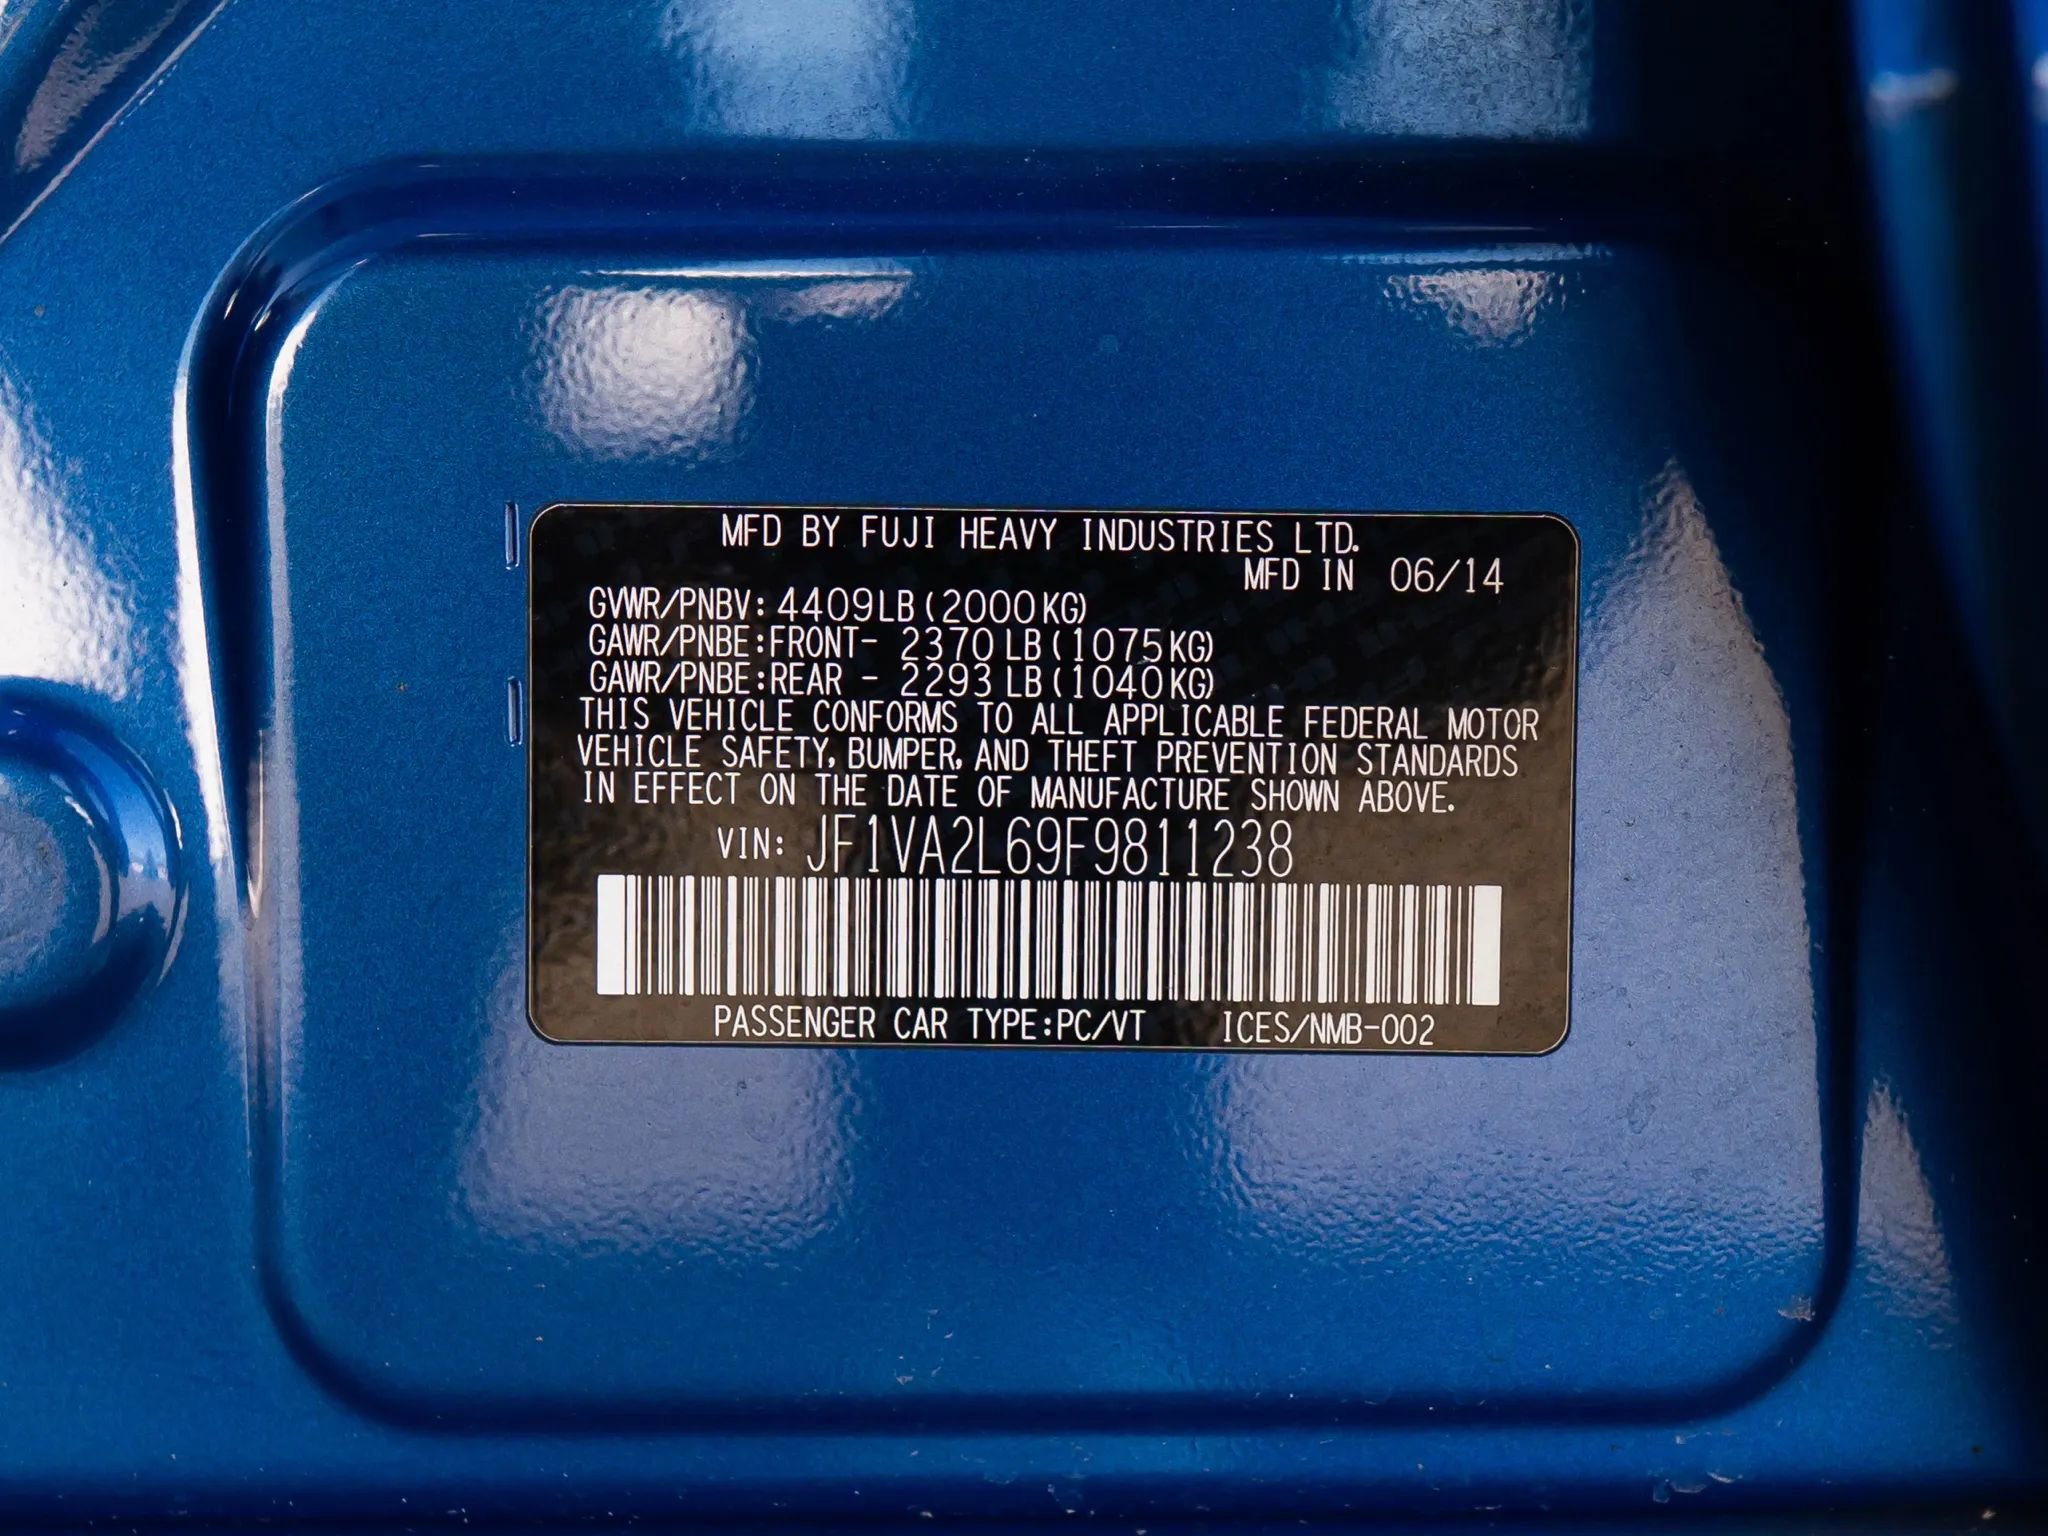 MFD BY FUJI HEAVY INDUSTRIES LTD.
MFD IN 06/14
GVWR/PNBV: 4409LB(2000KG)
GAWR/PNBE:FRONT- 2370 LB(1075KG)
GAWR/PNBE:REAR - 2293 LB(1040KG)
THIS VEHICLE CONFORMS TO ALL APPLICABLE FEDERAL MOTOR
VEHICLE SAFETY, BUMPER, AND THEFT PREVENTION STANDARDS
IN EFFECT ON THE DATE OF MANUFACTURE SHOWN ABOVE.
VIN: JF1VA2L69F9811238
PASSENGER CAR TYPE:PC/VT ICES/NMB-002